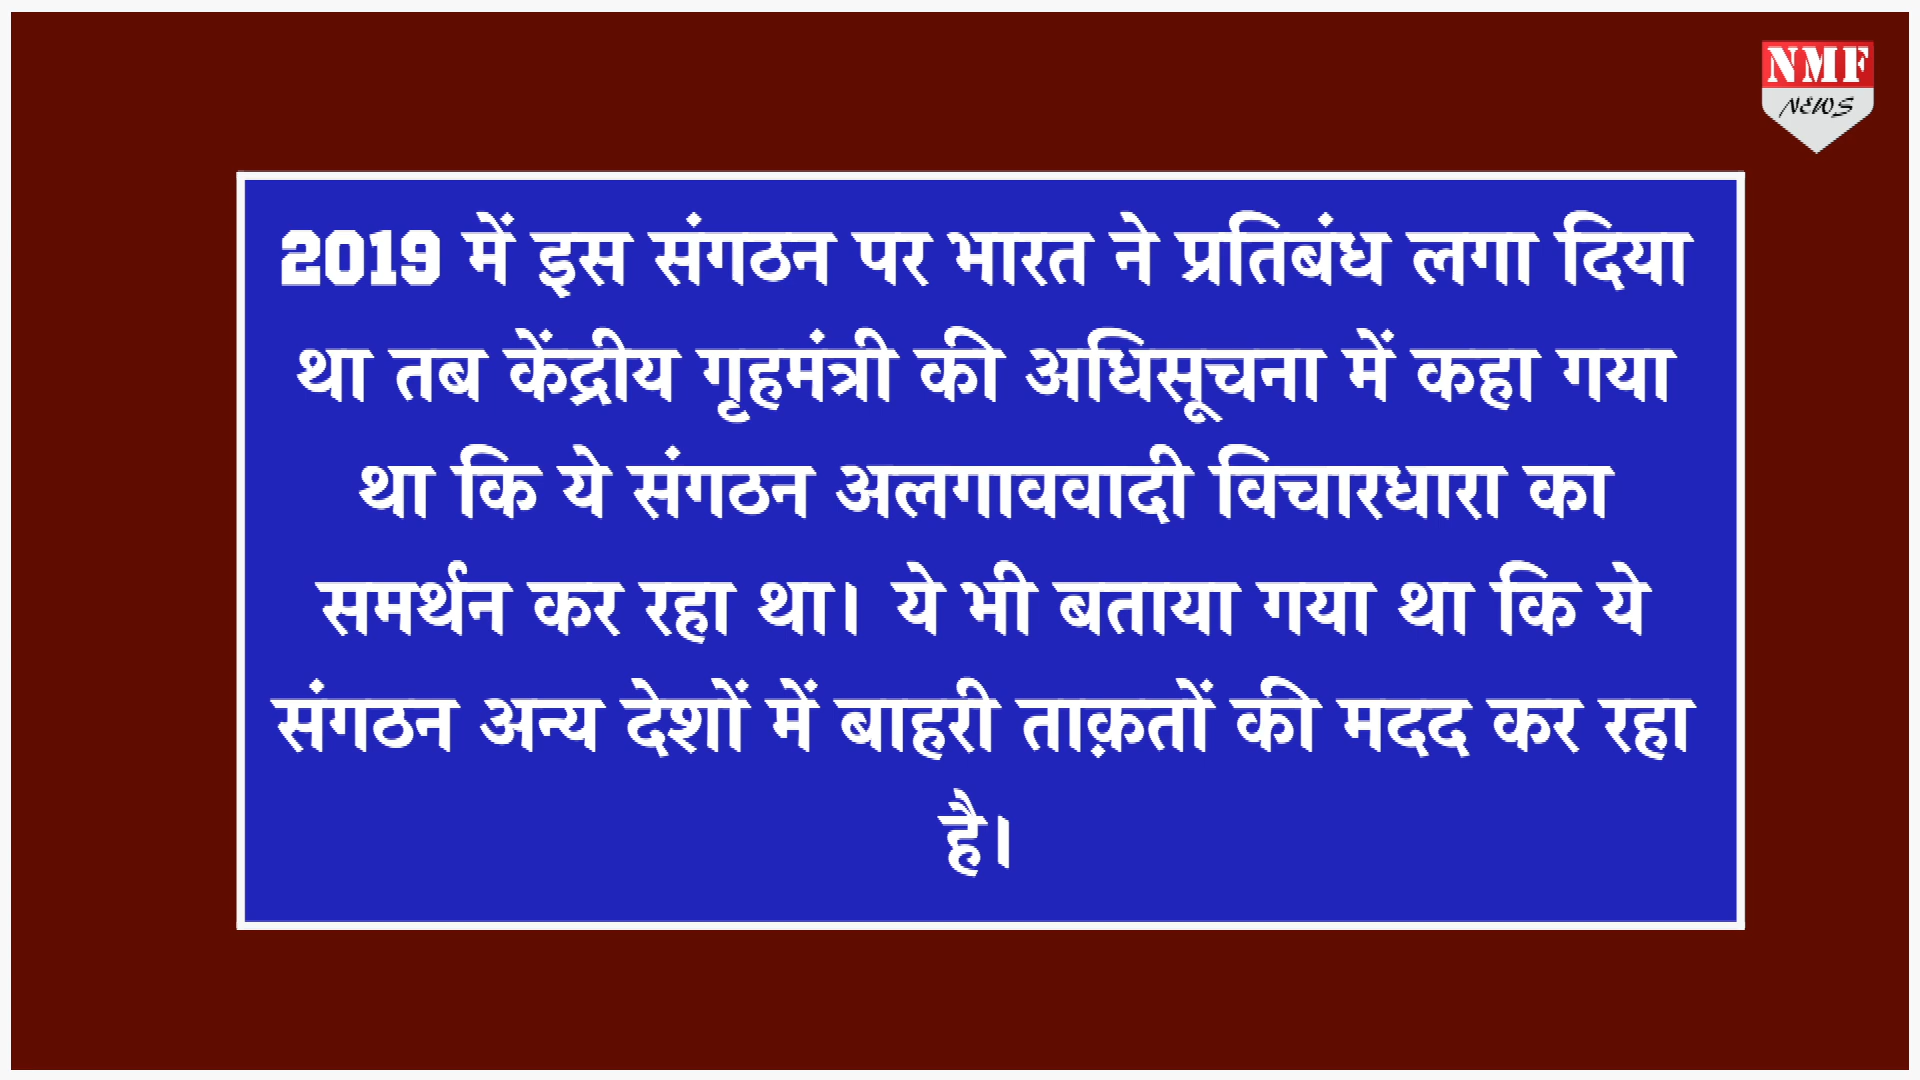 NMF
NEWS
2019 में इस संगठन पर भारत ने प्रतिबंध लगा दिया
था तब केंद्रीय गृहमंत्री की अधिसूचना में कहा गया
था कि ये संगठन अलगाववादी विचारधारा का
समर्थन कर रहा था। ये भी बताया गया था कि ये
संगठन अन्य देशों में बाहरी ताक़तों की मदद कर रहा
है।